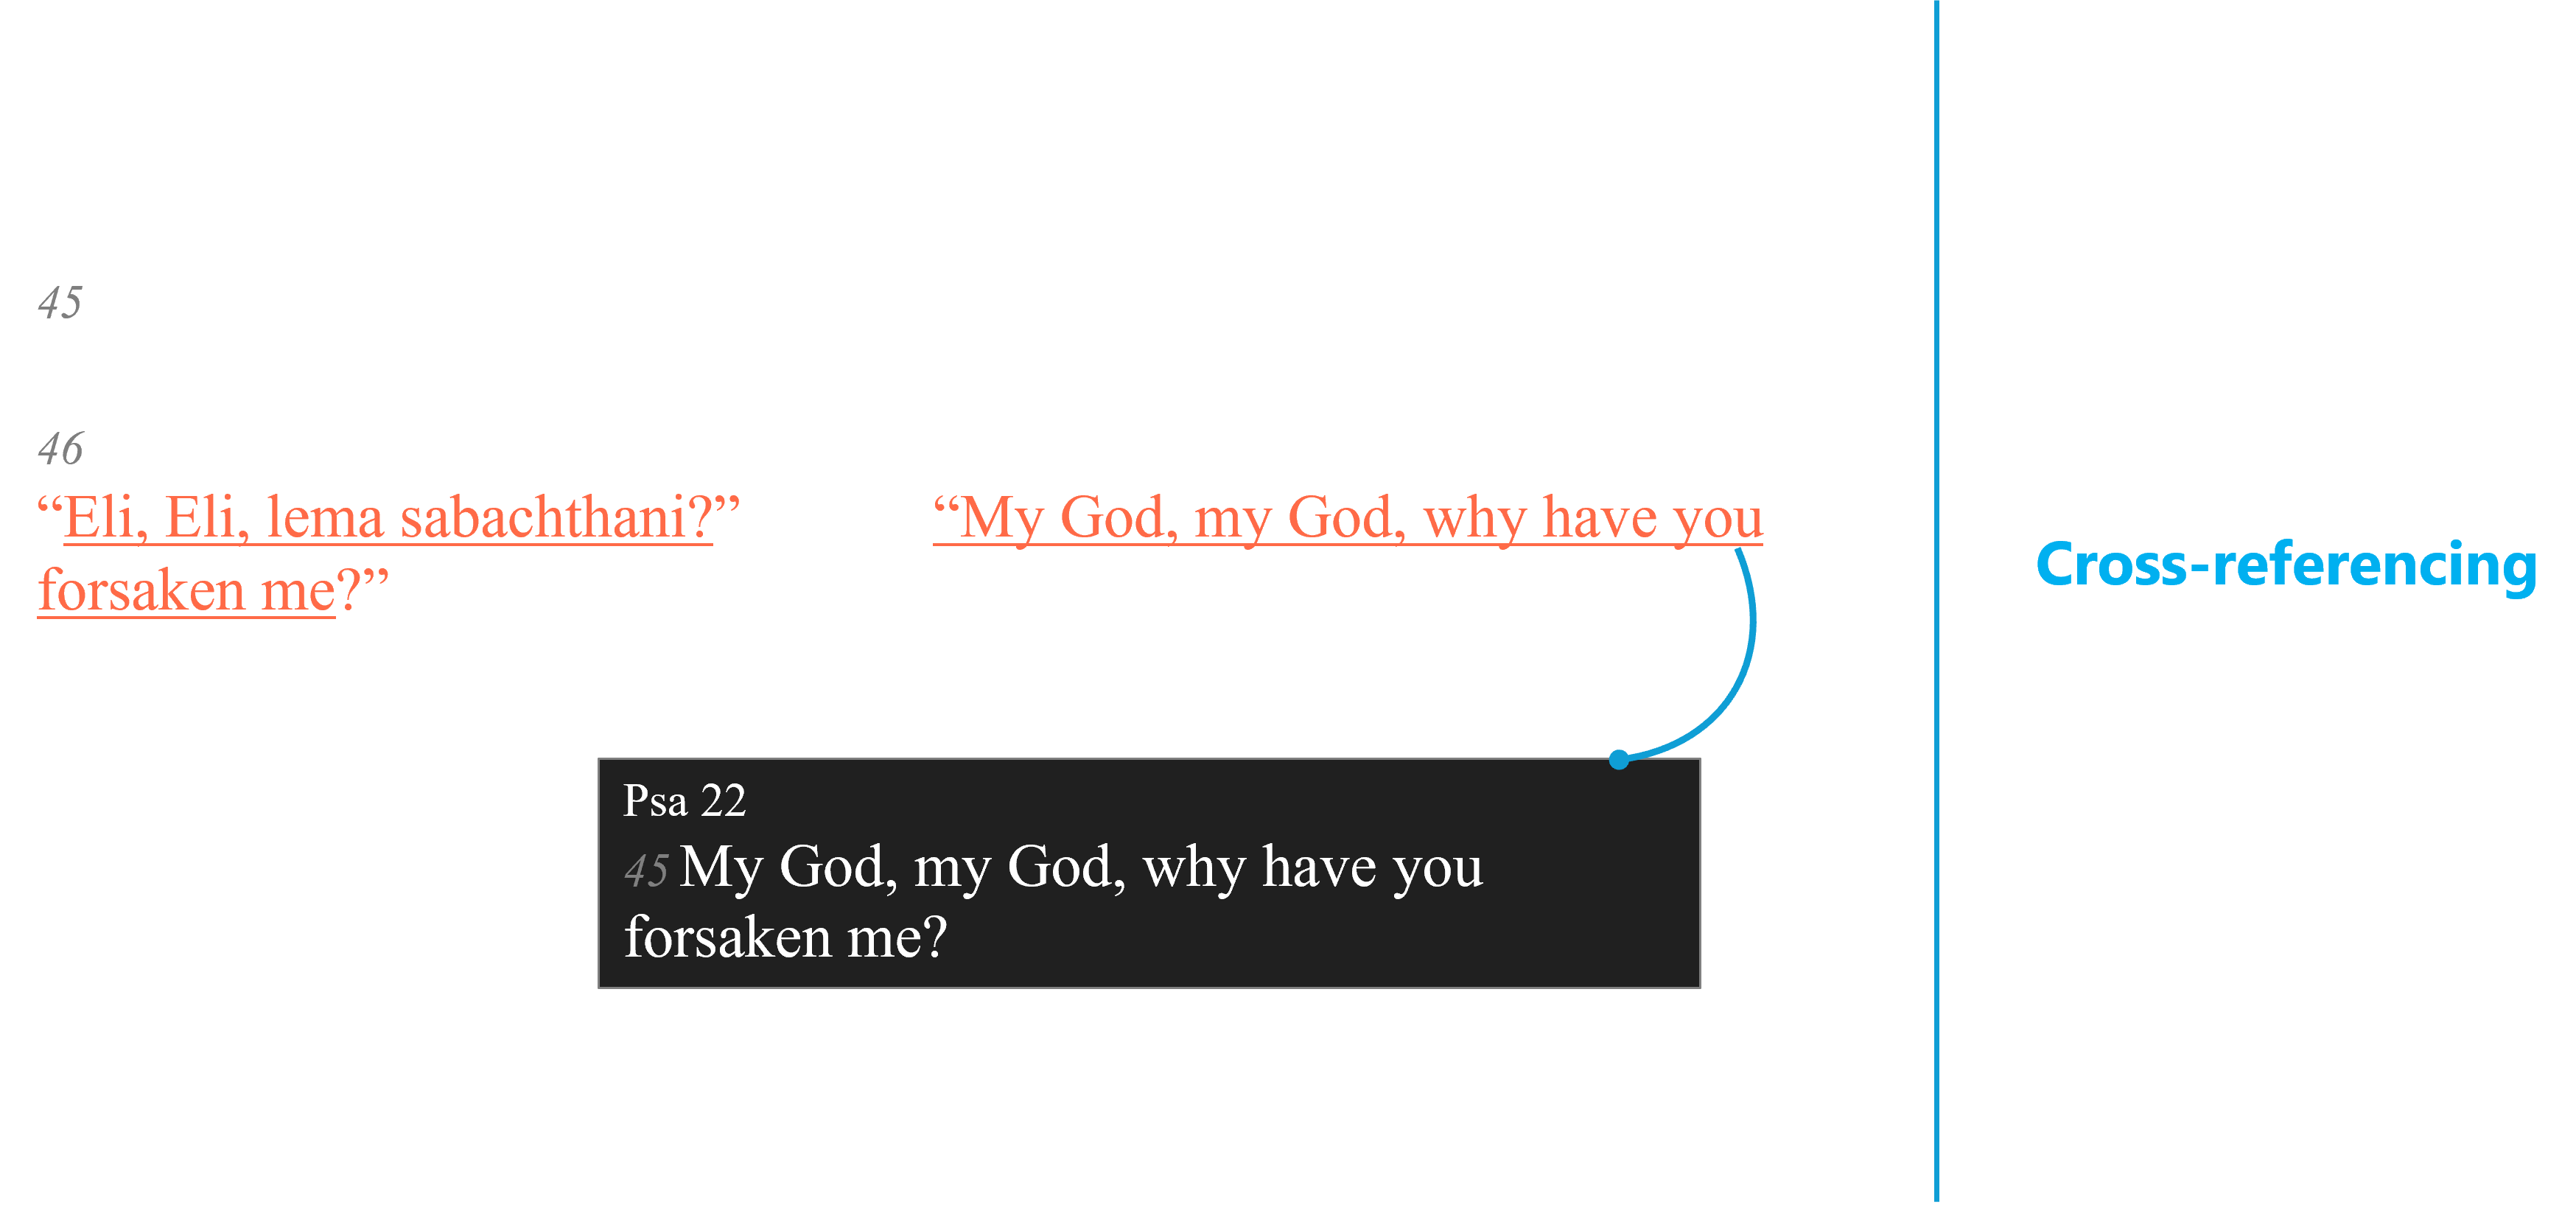 45
46
“Eli, Eli, lema sabachthani?” “My God, my God, why have you
forsaken me?”
Psa 22
45 My God, my God, why have you
forsaken me?
Cross-referencing